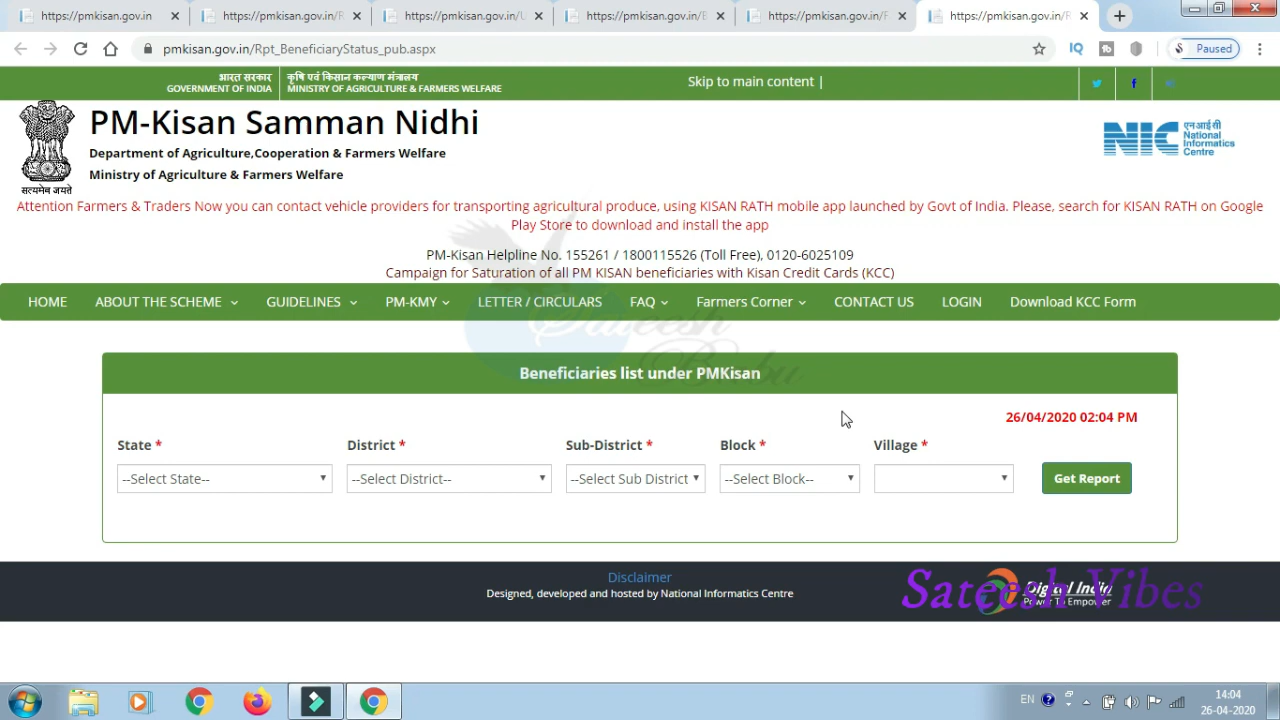 https://pmkisan.gov.in
https://pmkisan.gov.in/R
https://pmkisan.gov.in/U
https://pmkisan.gov.in/B
https://pmkisan.gov.in/F
https://pmkisan.gov.in/R
pmkisan.gov.in/Rpt_BeneficiaryStatus_pub.aspx
IQ
Paused
भारत सरकार
GOVERNMENT OF INDIA
कृषि एवं किसान कल्याण मंत्रालय
MINISTRY OF AGRICULTURE & FARMERS WELFARE
Skip to main content |
सत्यमेव जयते
PM-Kisan Samman Nidhi
Department of Agriculture,Cooperation & Farmers Welfare
Ministry of Agriculture & Farmers Welfare
NIC
एन आई सी
National
Informatics
Centre
Attention Farmers & Traders Now you can contact vehicle providers for transporting agricultural produce, using KISAN RATH mobile app launched by Govt of India. Please, search for KISAN RATH on Google
Play Store to download and install the app
PM-Kisan Helpline No. 155261 / 1800115526 (Toll Free), 0120-6025109
Campaign for Saturation of all PM KISAN beneficiaries with Kisan Credit Cards (KCC)
HOME ABOUT THE SCHEME GUIDELINES PM-KMY LETTER / CIRCULARS FAQ Farmers Corner CONTACT US LOGIN Download KCC Form
Sateesh
Babu
Beneficiaries list under PMKisan
26/04/2020 02:04 PM
State * District * Sub-District * Block * Village *
--Select State-- --Select District-- --Select Sub District --Select Block-- Get Report
Disclaimer
Designed, developed and hosted by National Informatics Centre
Digital India
Power To Empower
Sateesh Vibes
EN
14:04
26-04-2020